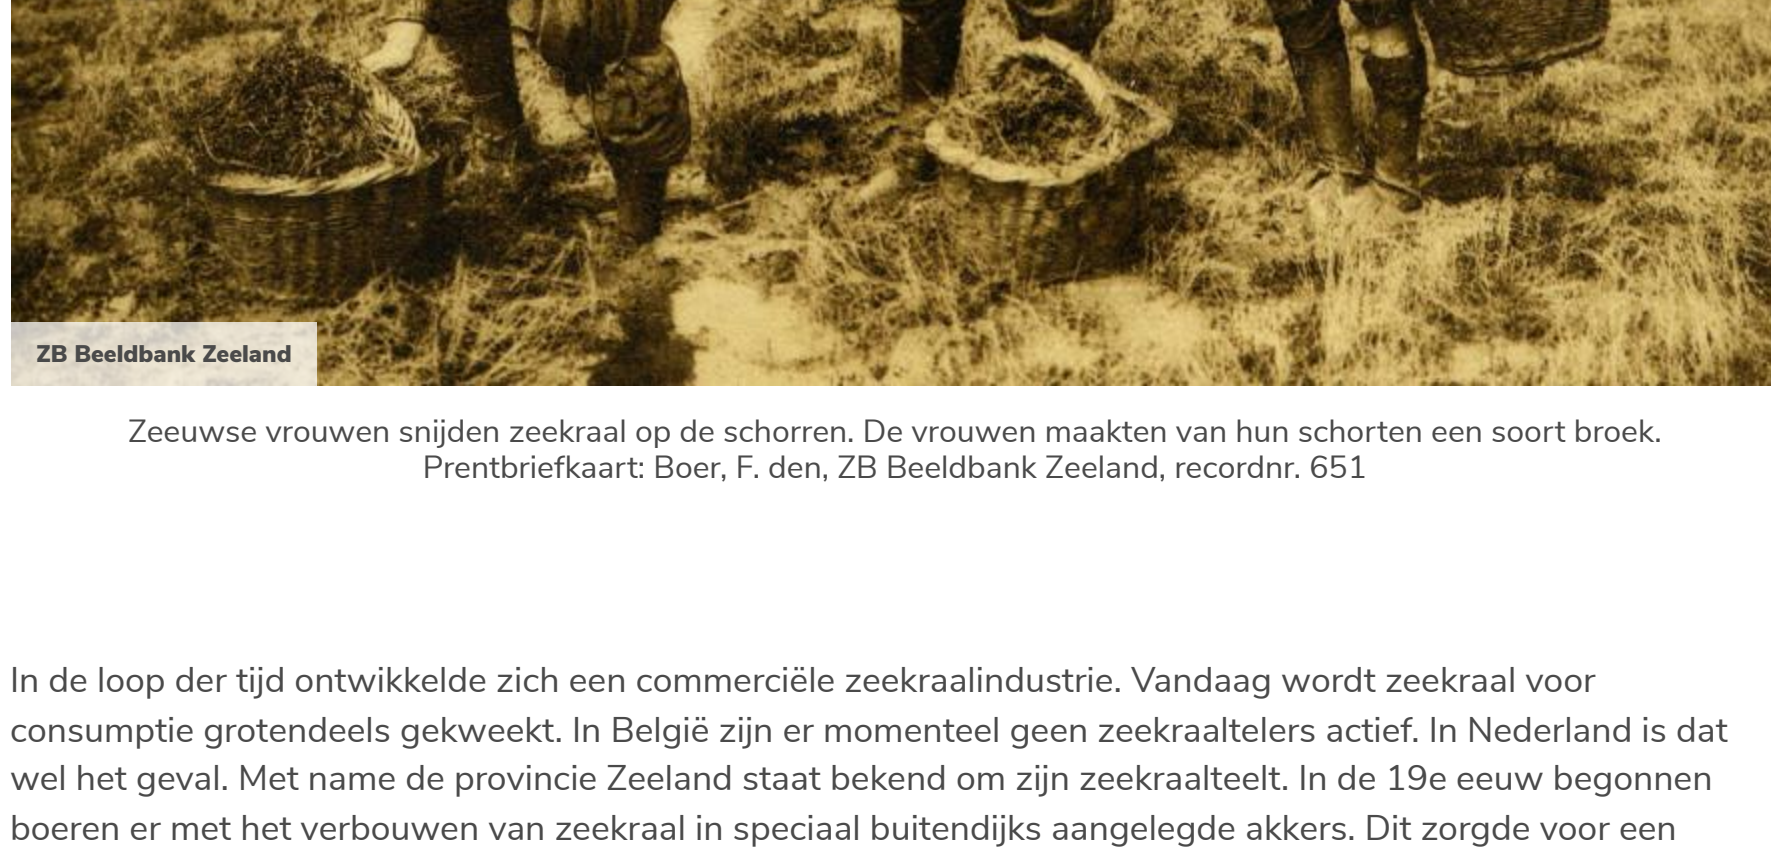 ZB Beeldbank Zeeland
Zeeuwse vrouwen snijden zeekraal op de schorren. De vrouwen maakten van hun schorten een soort broek.
Prentbriefkaart: Boer, F. den, ZB Beeldbank Zeeland, recordnr. 651
In de loop der tijd ontwikkelde zich een commerciële zeekraalindustrie. Vandaag wordt zeekraal voor
consumptie grotendeels gekweekt. In België zijn er momenteel geen zeekraaltelers actief. In Nederland is dat
wel het geval. Met name de provincie Zeeland staat bekend om zijn zeekraalteelt. In de 19e eeuw begonnen
boeren er met het verbouwen van zeekraal in speciaal buitendijks aangelegde akkers. Dit zorgde voor een